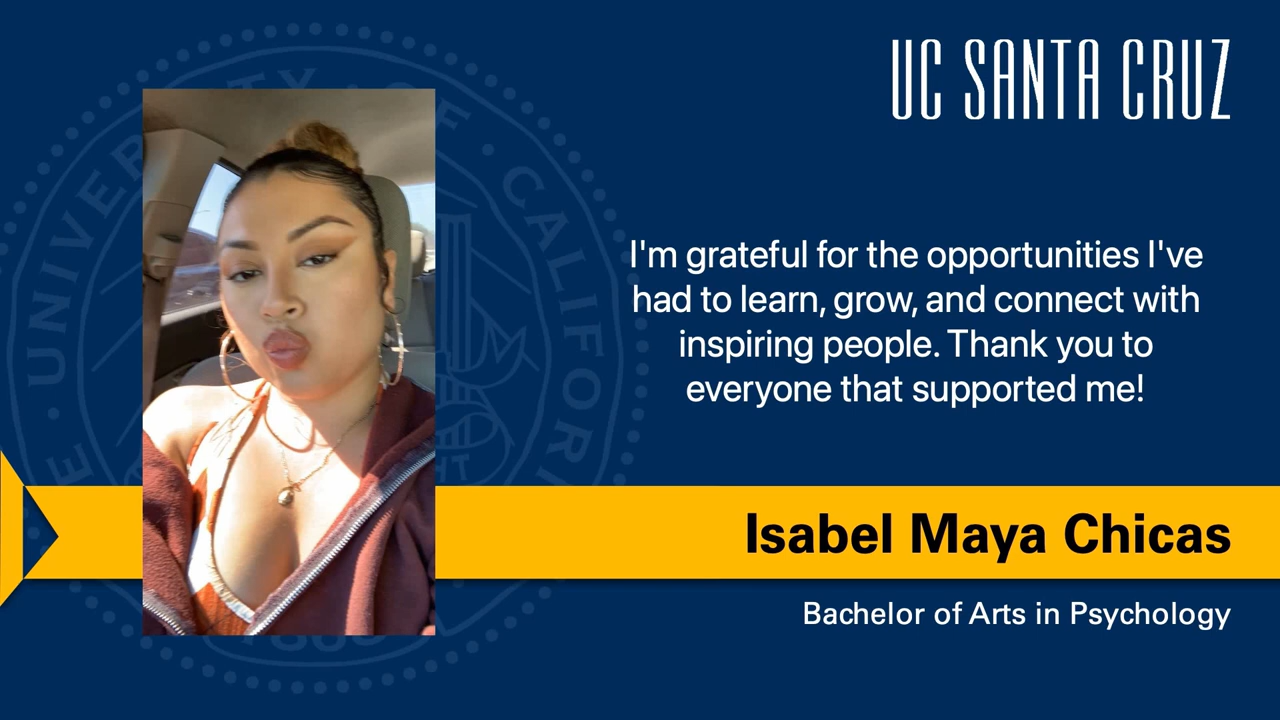 UC SANTA CRUZ
I'm grateful for the opportunities I've
had to learn, grow, and connect with
inspiring people. Thank you to
everyone that supported me!
Isabel Maya Chicas
Bachelor of Arts in Psychology